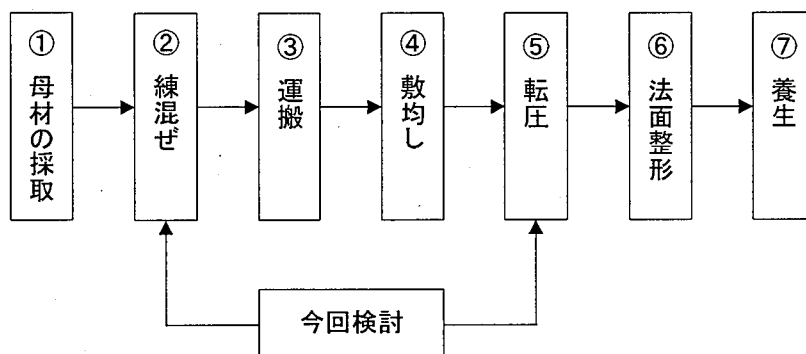 ①母材の採取
②練混ぜ
③運搬
④敷均し
⑤転圧
⑥法面整形
⑦養生
今回検討